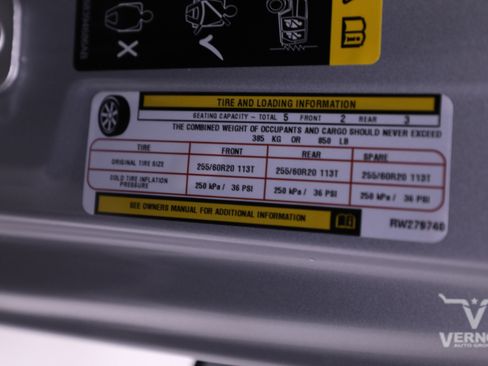 TIRE AND LOADING INFORMATION
SEATING CAPACITY - TOTAL 5 FRONT 2 REAR 3
THE COMBINED WEIGHT OF OCCUPANTS AND CARGO SHOULD NEVER EXCEED
385 KG OR 850 LB
TIRE FRONT REAR SPARE
ORIGINAL TIRE SIZE 255/60R20 113T 255/60R20 113T 255/60R20 113T
COLD TIRE INFLATION PRESSURE 250 kPa / 36 PSI 250 kPa / 36 PSI 250 kPa / 36 PSI
SEE OWNERS MANUAL FOR ADDITIONAL INFORMATION
VERNO
AUTO GROU